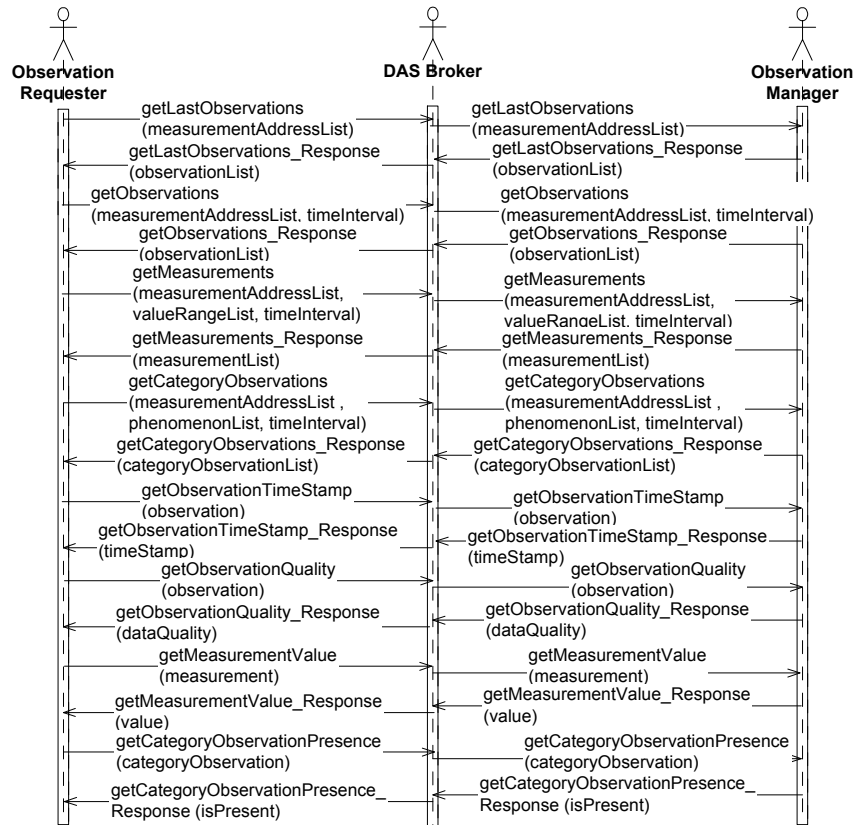 Observation
Requester
DAS Broker
Observation
Manager
getLastObservations
(measurementAddressList)
getLastObservations
(measurementAddressList)
getLastObservations_Response
(observationList)
getLastObservations_Response
(observationList)
getObservations
(measurementAddressList, timeInterval)
getObservations
(measurementAddressList, timeInterval)
getObservations_Response
(observationList)
getObservations_Response
(observationList)
getMeasurements
(measurementAddressList,
valueRangeList, timeInterval)
getMeasurements
(measurementAddressList,
valueRangeList, timeInterval)
getMeasurements_Response
(measurementList)
getMeasurements_Response
(measurementList)
getCategoryObservations
(measurementAddressList ,
phenomenonList, timeInterval)
getCategoryObservations
(measurementAddressList ,
phenomenonList, timeInterval)
getCategoryObservations_Response
(categoryObservationList)
getCategoryObservations_Response
(categoryObservationList)
getObservationTimeStamp
(observation)
getObservationTimeStamp
(observation)
getObservationTimeStamp_Response
(timeStamp)
getObservationTimeStamp_Response
(timeStamp)
getObservationQuality
(observation)
getObservationQuality
(observation)
getObservationQuality_Response
(dataQuality)
getObservationQuality_Response
(dataQuality)
getMeasurementValue
(measurement)
getMeasurementValue
(measurement)
getMeasurementValue_Response
(value)
getMeasurementValue_Response
(value)
getCategoryObservationPresence
(categoryObservation)
getCategoryObservationPresence
(categoryObservation)
getCategoryObservationPresence_
Response (isPresent)
getCategoryObservationPresence_
Response (isPresent)